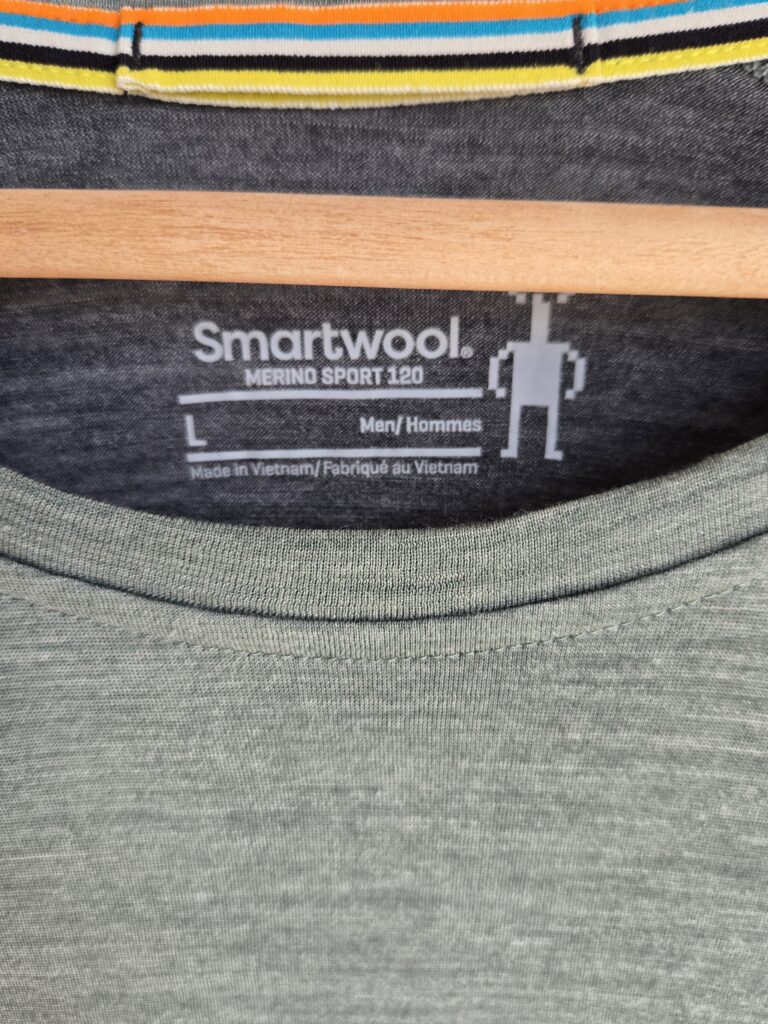 Smartwool®
MERINO SPORT 120
L Men/Hommes
Made in Vietnam/Fabriqué au Vietnam